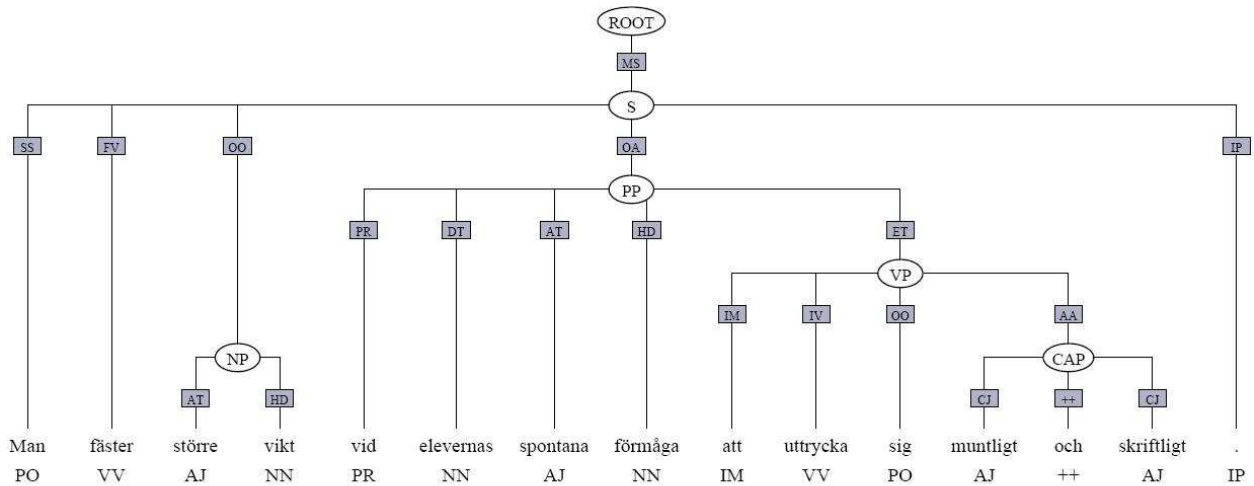 ROOT
MS
S
SS FV OO OA IP
PP
PR DT AT HD ET
VP
IM IV OO AA
NP CAP
AT HD CJ ++ CJ
Man fäster större vikt vid elevernas spontana förmåga att uttrycka sig muntligt och skriftligt .
PO VV AJ NN PR NN AJ NN IM VV PO AJ ++ AJ IP